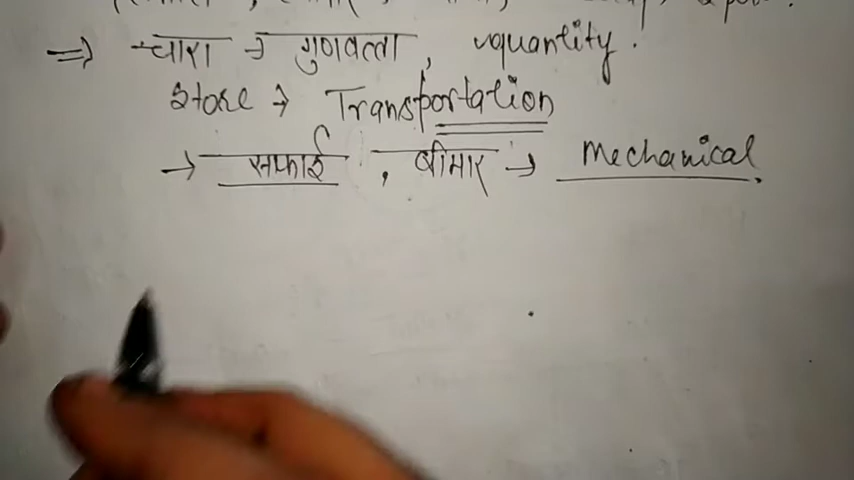 ⇒ चारा → गुणवत्ता, quantity.
Store → Transportation
→ सफाई, बीमार → Mechanical.